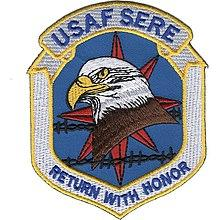 USAF SERE
RETURN WITH HONOR